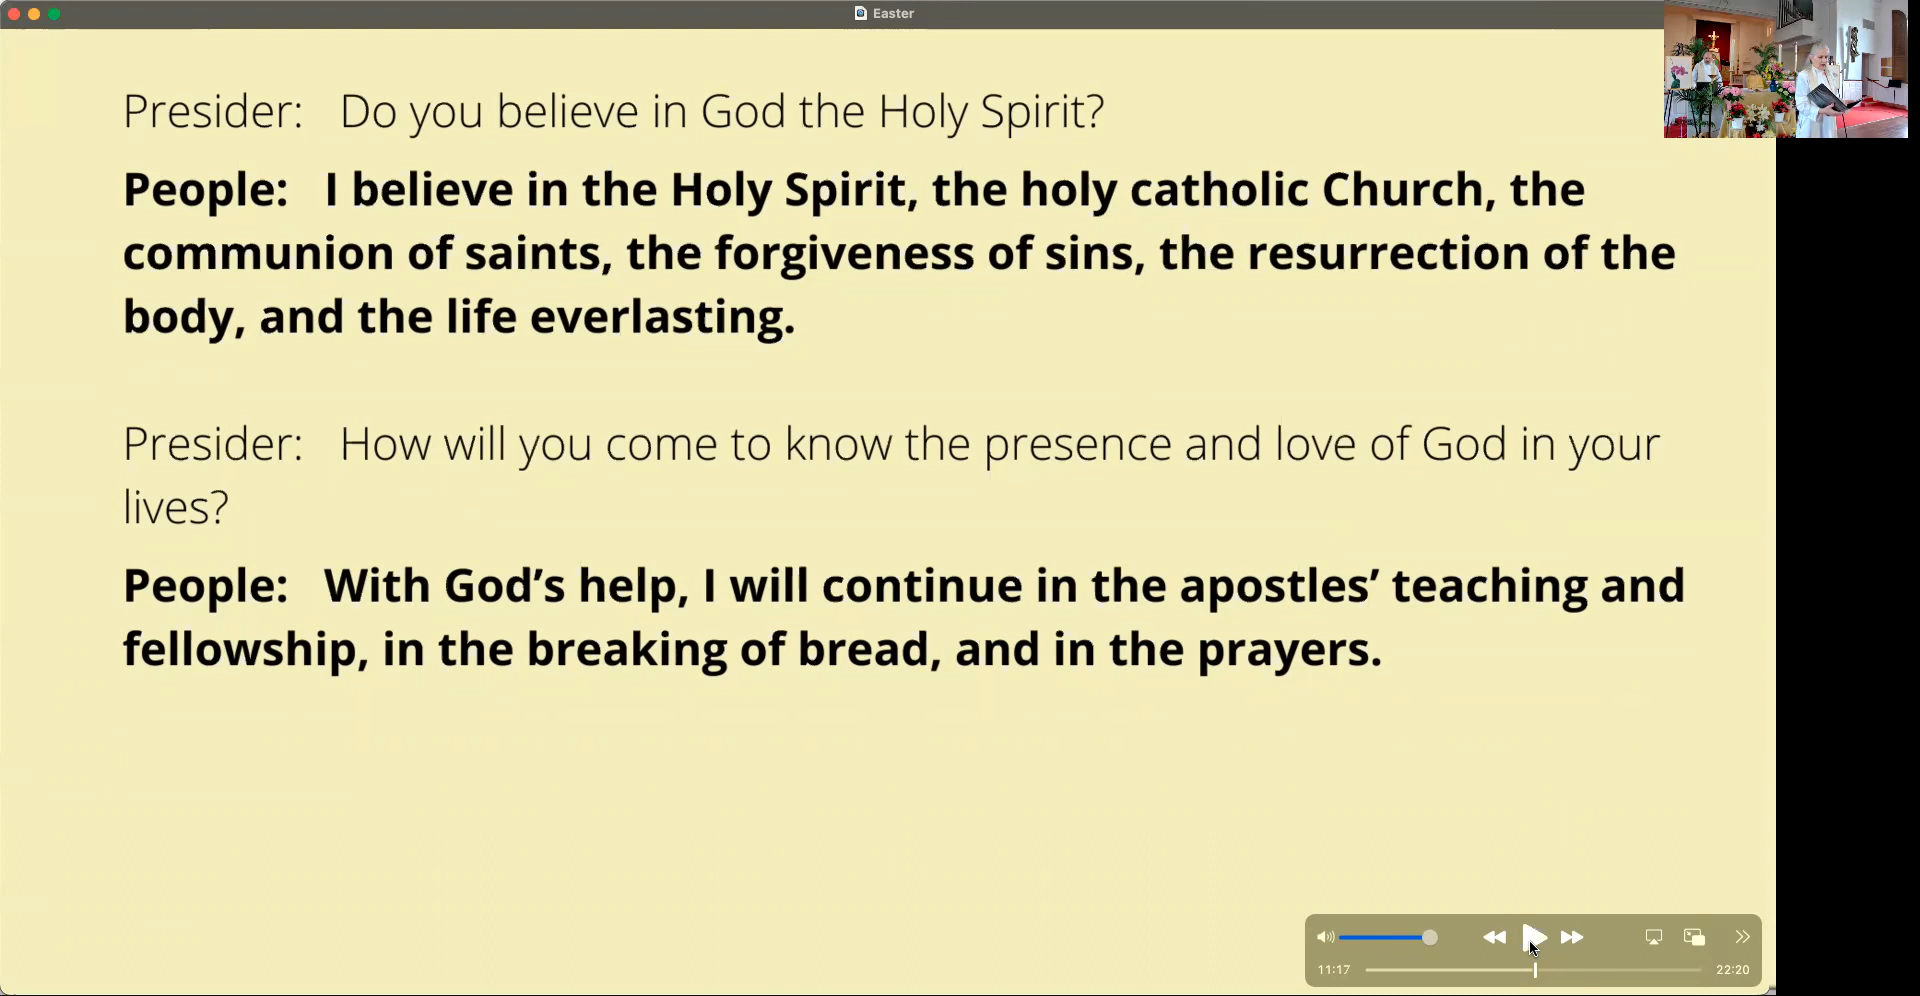 Easter
Presider: Do you believe in God the Holy Spirit?
People: I believe in the Holy Spirit, the holy catholic Church, the
communion of saints, the forgiveness of sins, the resurrection of the
body, and the life everlasting.
Presider: How will you come to know the presence and love of God in your
lives?
People: With God’s help, I will continue in the apostles’ teaching and
fellowship, in the breaking of bread, and in the prayers.
11:17
22:20